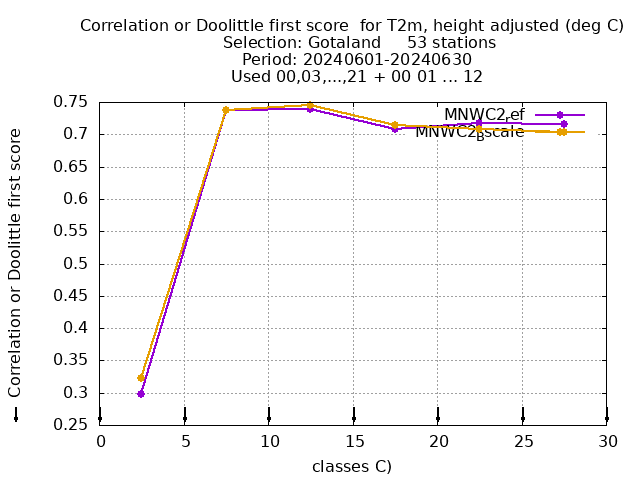 Correlation or Doolittle first score for T2m, height adjusted (deg C)
Selection: Gotaland 53 stations
Period: 20240601-20240630
Used 00,03,...,21 + 00 01 ... 12
Correlation or Doolittle first score
0.75
0.7
0.65
0.6
0.55
0.5
0.45
0.4
0.35
0.3
0.25
MNWC2ref
MNWC2Bscale
0 5 10 15 20 25 30
classes C)